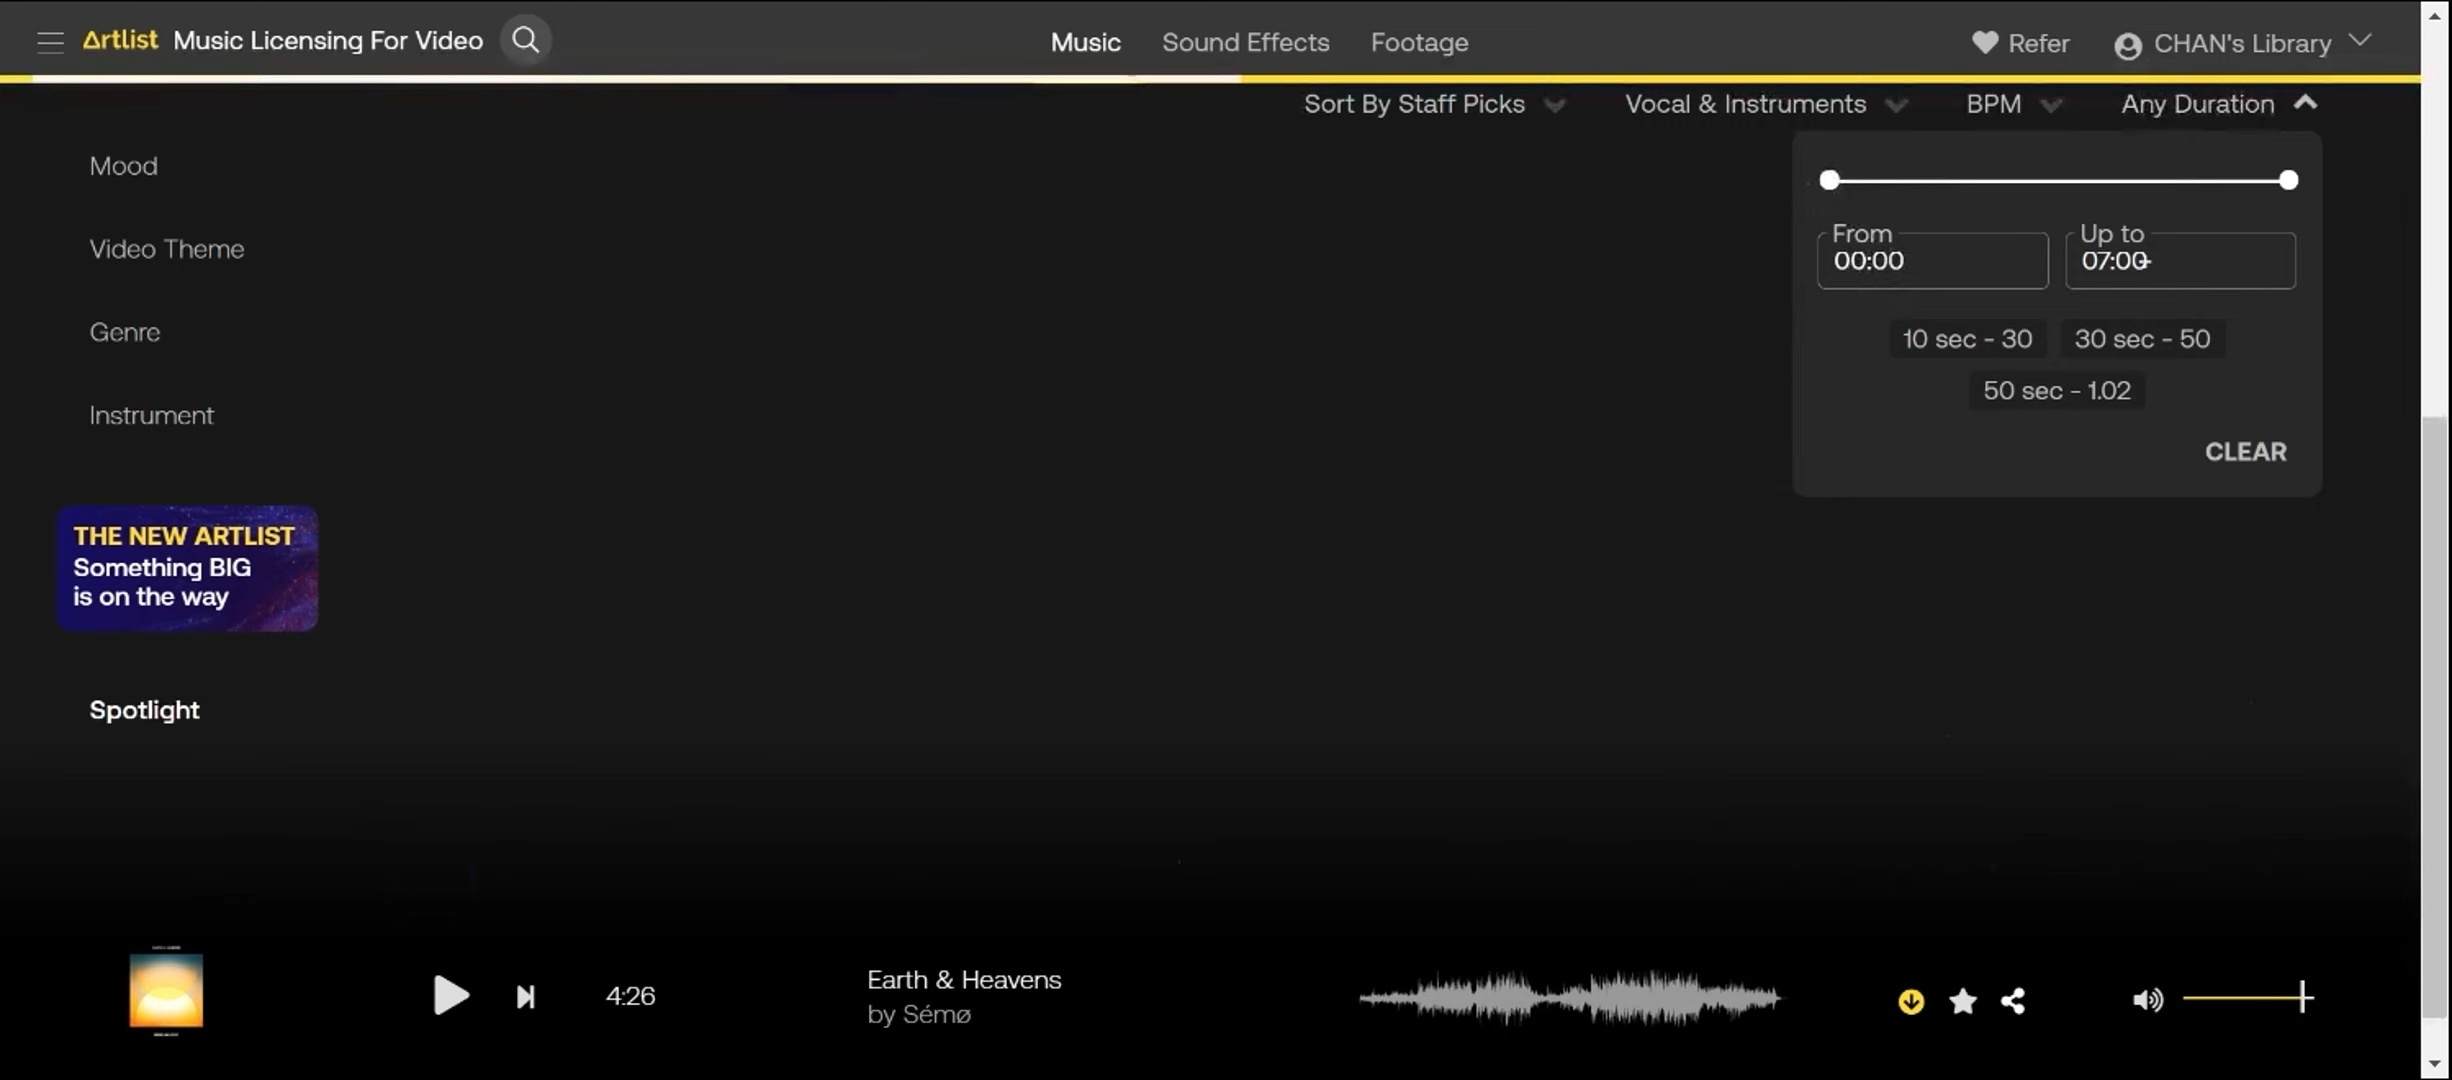 Artlist Music Licensing For Video
Music Sound Effects Footage
Refer CHAN's Library
Sort By Staff Picks Vocal & Instruments BPM Any Duration
Mood
Video Theme
Genre
Instrument
From
00:00
Up to
07:00+
10 sec - 30 30 sec - 50
50 sec - 1.02
CLEAR
THE NEW ARTLIST
Something BIG
is on the way
Spotlight
4:26
Earth & Heavens
by Sémø